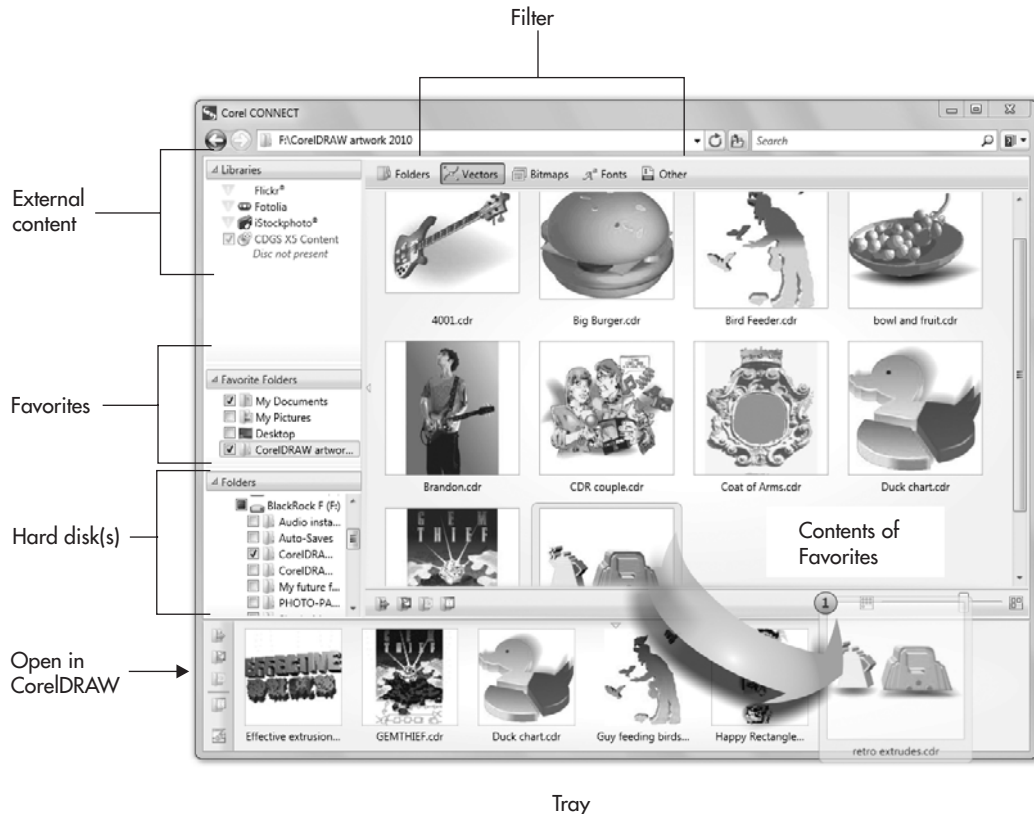 Filter
Corel CONNECT
F:\CorelDRAW artwork 2010
Search
Libraries
Flickr®
Fotolia
iStockphoto®
CDGS X5 Content
Disc not present
Folders
Vectors
Bitmaps
Fonts
Other
External
content
4001.cdr
Big Burger.cdr
Bird Feeder.cdr
bowl and fruit.cdr
Favorites
Favorite Folders
My Documents
My Pictures
Desktop
CorelDRAW artwor...
Brandon.cdr
CDR couple.cdr
Coat of Arms.cdr
Duck chart.cdr
Hard disk(s)
Folders
BlackRock F (F:)
Audio insta...
Auto-Saves
CorelDRA...
CorelDRA...
My future f...
PHOTO-PA...
GEM
THIEF
Contents of
Favorites
1
Open in
CorelDRAW
EFFECTIVE
GEM
THIEF
Effective extrusion...
GEMTHIEF.cdr
Duck chart.cdr
Guy feeding birds...
Happy Rectangle...
retro extrudes.cdr
Tray